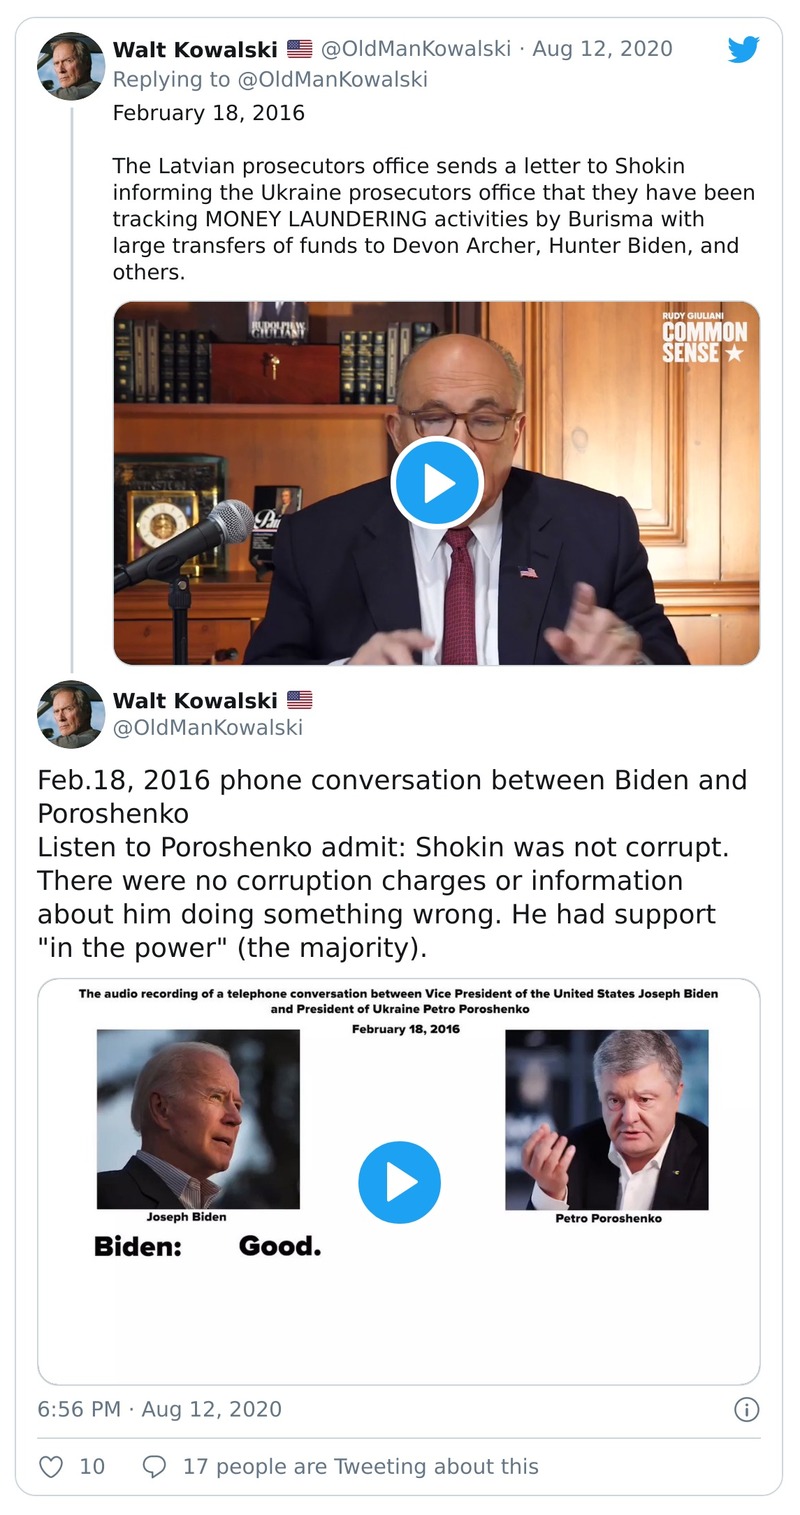 Walt Kowalski 🇺🇸 @OldManKowalski · Aug 12, 2020
Replying to @OldManKowalski
February 18, 2016
The Latvian prosecutors office sends a letter to Shokin
informing the Ukraine prosecutors office that they have been
tracking MONEY LAUNDERING activities by Burisma with
large transfers of funds to Devon Archer, Hunter Biden, and
others.
RUDOLPH W.
GIULIANI
RUDY GIULIANI
COMMON
SENSE
Walt Kowalski 🇺🇸
@OldManKowalski
Feb.18, 2016 phone conversation between Biden and
Poroshenko
Listen to Poroshenko admit: Shokin was not corrupt.
There were no corruption charges or information
about him doing something wrong. He had support
"in the power" (the majority).
The audio recording of a telephone conversation between Vice President of the United States Joseph Biden
and President of Ukraine Petro Poroshenko
February 18, 2016
Joseph Biden
Petro Poroshenko
Biden: Good.
6:56 PM · Aug 12, 2020
10
17 people are Tweeting about this